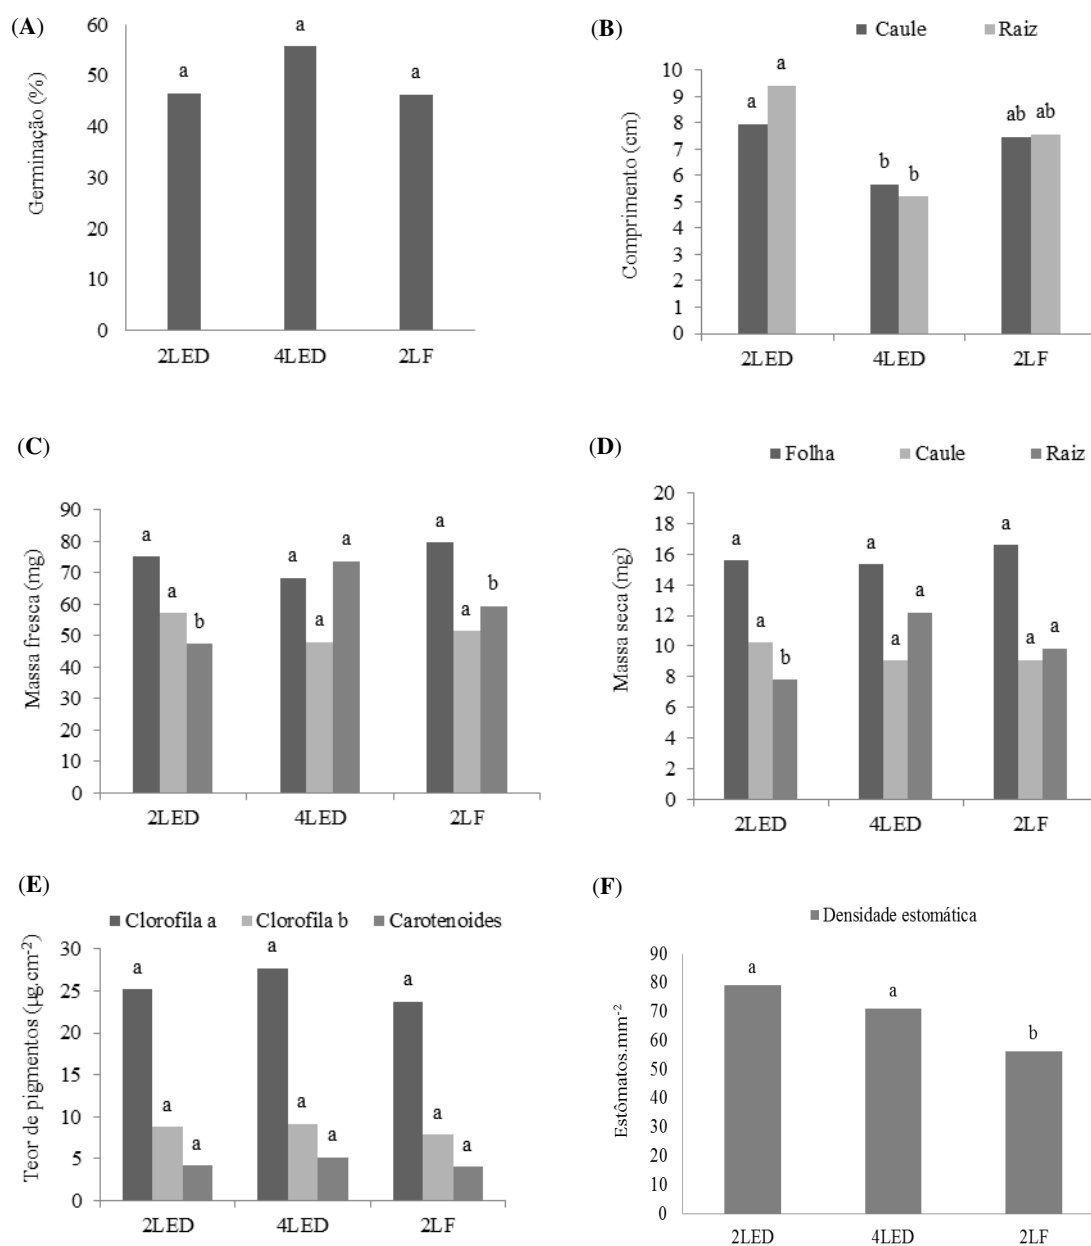 (A)
Germinação (%)
60
50
40
30
20
10
0
a
a
a
2LED 4LED 2LF
(B)
Caule Raiz
Comprimento (cm)
10
9
8
7
6
5
4
3
2
1
0
a a
b b
ab ab
2LED 4LED 2LF
(C)
Massa fresca (mg)
90
80
70
60
50
40
30
20
10
0
a a b
a a a
a a b
2LED 4LED 2LF
(D)
Folha Caule Raiz
Massa seca (mg)
20
18
16
14
12
10
8
6
4
2
0
a a b
a a a
a a a
2LED 4LED 2LF
(E)
Clorofila a Clorofila b Carotenoides
Teor de pigmentos (µg.cm-2)
30
25
20
15
10
5
0
a a a
a a a
a a a
2LED 4LED 2LF
(F)
Densidade estomática
Estômatos.mm-2
90
80
70
60
50
40
30
20
10
0
a
a
b
2LED 4LED 2LF